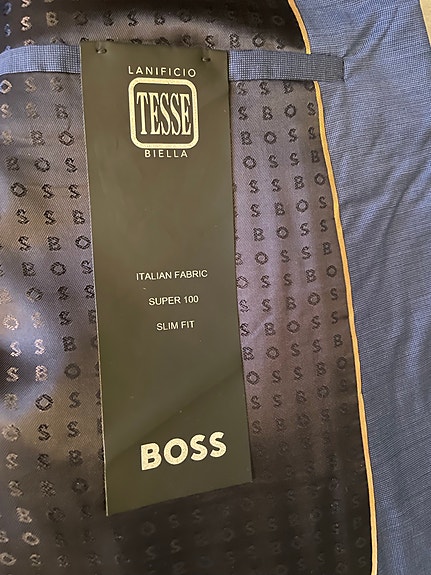 LANIFICIO
TESSE
BIELLA
ITALIAN FABRIC
SUPER 100
SLIM FIT
BOSS